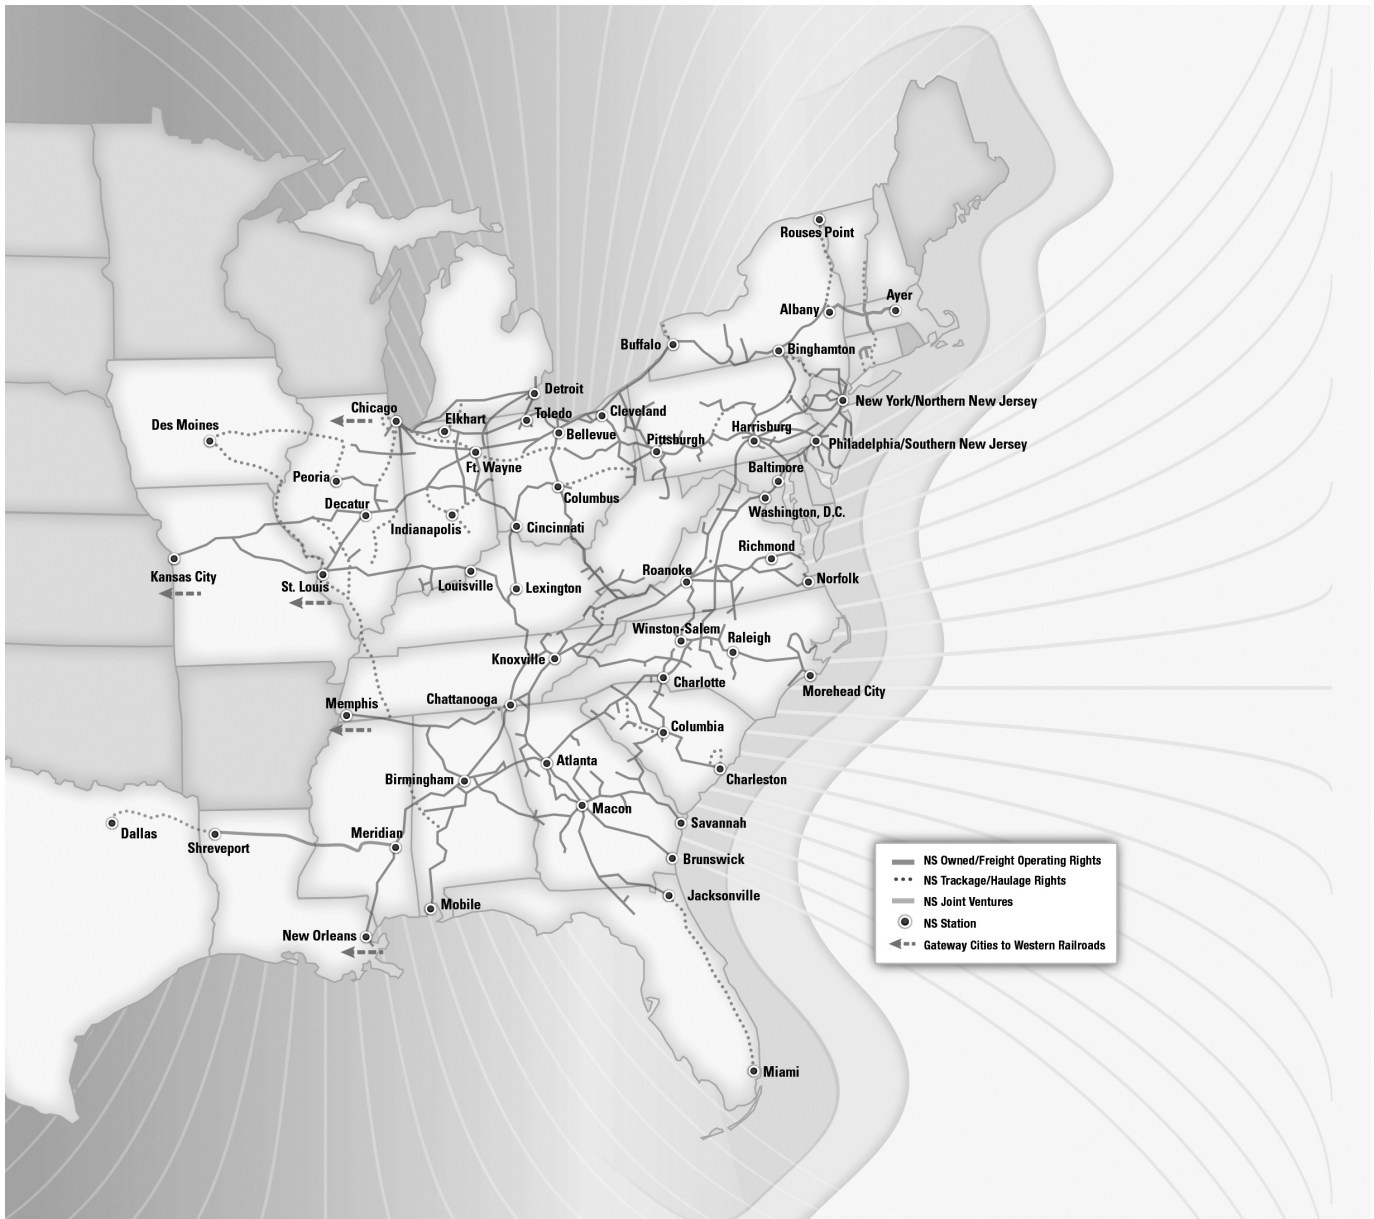 Rouses Point
Ayer
Albany
Buffalo
Binghamton
Detroit
New York/Northern New Jersey
Chicago
Elkhart
Toledo
Cleveland
Des Moines
Bellevue
Pittsburgh
Harrisburg
Philadelphia/Southern New Jersey
Ft. Wayne
Baltimore
Peoria
Columbus
Decatur
Washington, D.C.
Indianapolis
Cincinnati
Richmond
Kansas City
St. Louis
Louisville
Lexington
Roanoke
Norfolk
Winston-Salem
Raleigh
Knoxville
Charlotte
Morehead City
Memphis
Chattanooga
Columbia
Atlanta
Birmingham
Charleston
Macon
Dallas
Shreveport
Meridian
Savannah
Brunswick
Jacksonville
Mobile
New Orleans
Miami
NS Owned/Freight Operating Rights
NS Trackage/Haulage Rights
NS Joint Ventures
NS Station
Gateway Cities to Western Railroads